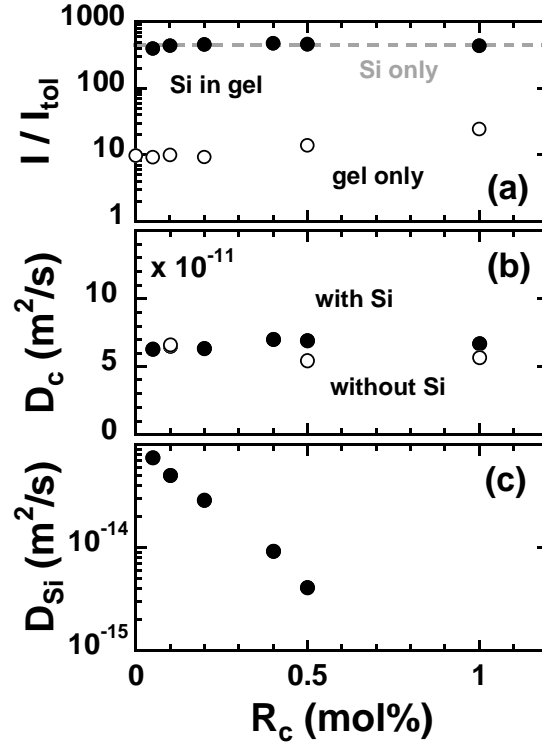 1000
100
10
1
I / I_tol
Si only
Si in gel
gel only
(a)
x 10^-11
(b)
10
5
0
D_c (m^2/s)
with Si
without Si
(c)
10^-14
10^-15
D_Si (m^2/s)
0
0.5
1
R_c (mol%)